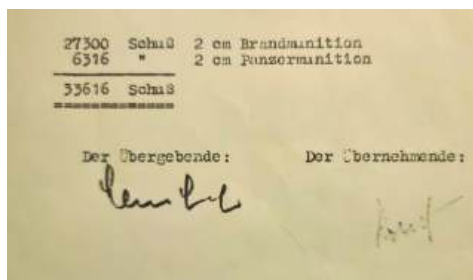 27300 Schuß 2 cm Brandmunition
6316 " 2 cm Panzermunition
33616 Schuß
Der Übergebende: Der Übernehmende: